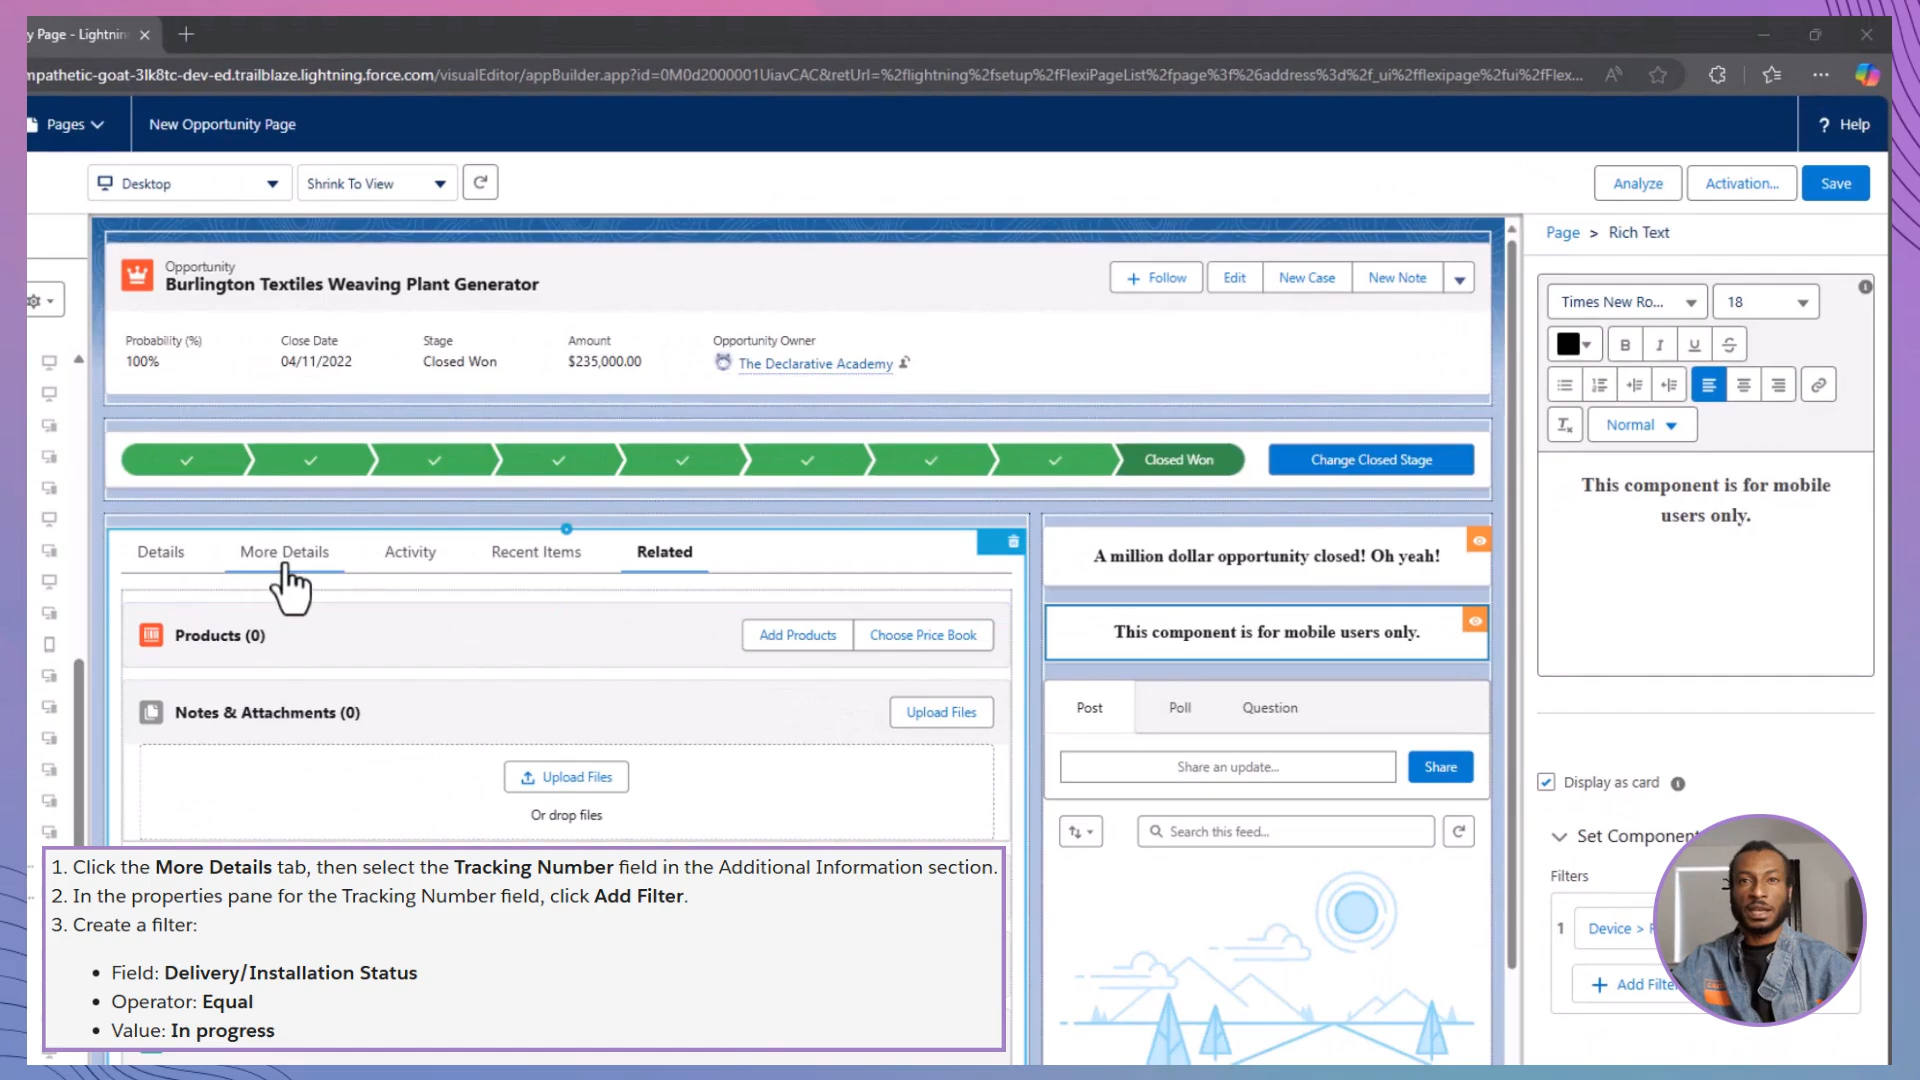 y Page - Lightnin
mpathetic-goat-3lk8tc-dev-ed.trailblaze.lightning.force.com/visualEditor/appBuilder.app?id=0M0d2000001UiavCAC&retUrl=%2flightning%2fsetup%2fFlexiPageList%2fpage%3f%26address%3d%2f_ui%2fflexipage%2fui%2fFlex...
Pages
New Opportunity Page
? Help
Desktop
Shrink To View
Analyze
Activation...
Save
Page > Rich Text
Opportunity
Burlington Textiles Weaving Plant Generator
+ Follow
Edit
New Case
New Note
Probability (%)
100%
Close Date
04/11/2022
Stage
Closed Won
Amount
$235,000.00
Opportunity Owner
The Declarative Academy
Times New Ro...
18
B I U S
Normal
This component is for mobile
users only.
Closed Won
Change Closed Stage
Details
More Details
Activity
Recent Items
Related
Products (0)
Add Products
Choose Price Book
Notes & Attachments (0)
Upload Files
Upload Files
Or drop files
A million dollar opportunity closed! Oh yeah!
This component is for mobile users only.
Post
Poll
Question
Share an update...
Share
Search this feed...
Display as card
Set Component
Filters
1
Device >
+ Add Filte
1. Click the More Details tab, then select the Tracking Number field in the Additional Information section.
2. In the properties pane for the Tracking Number field, click Add Filter.
3. Create a filter:
• Field: Delivery/Installation Status
• Operator: Equal
• Value: In progress